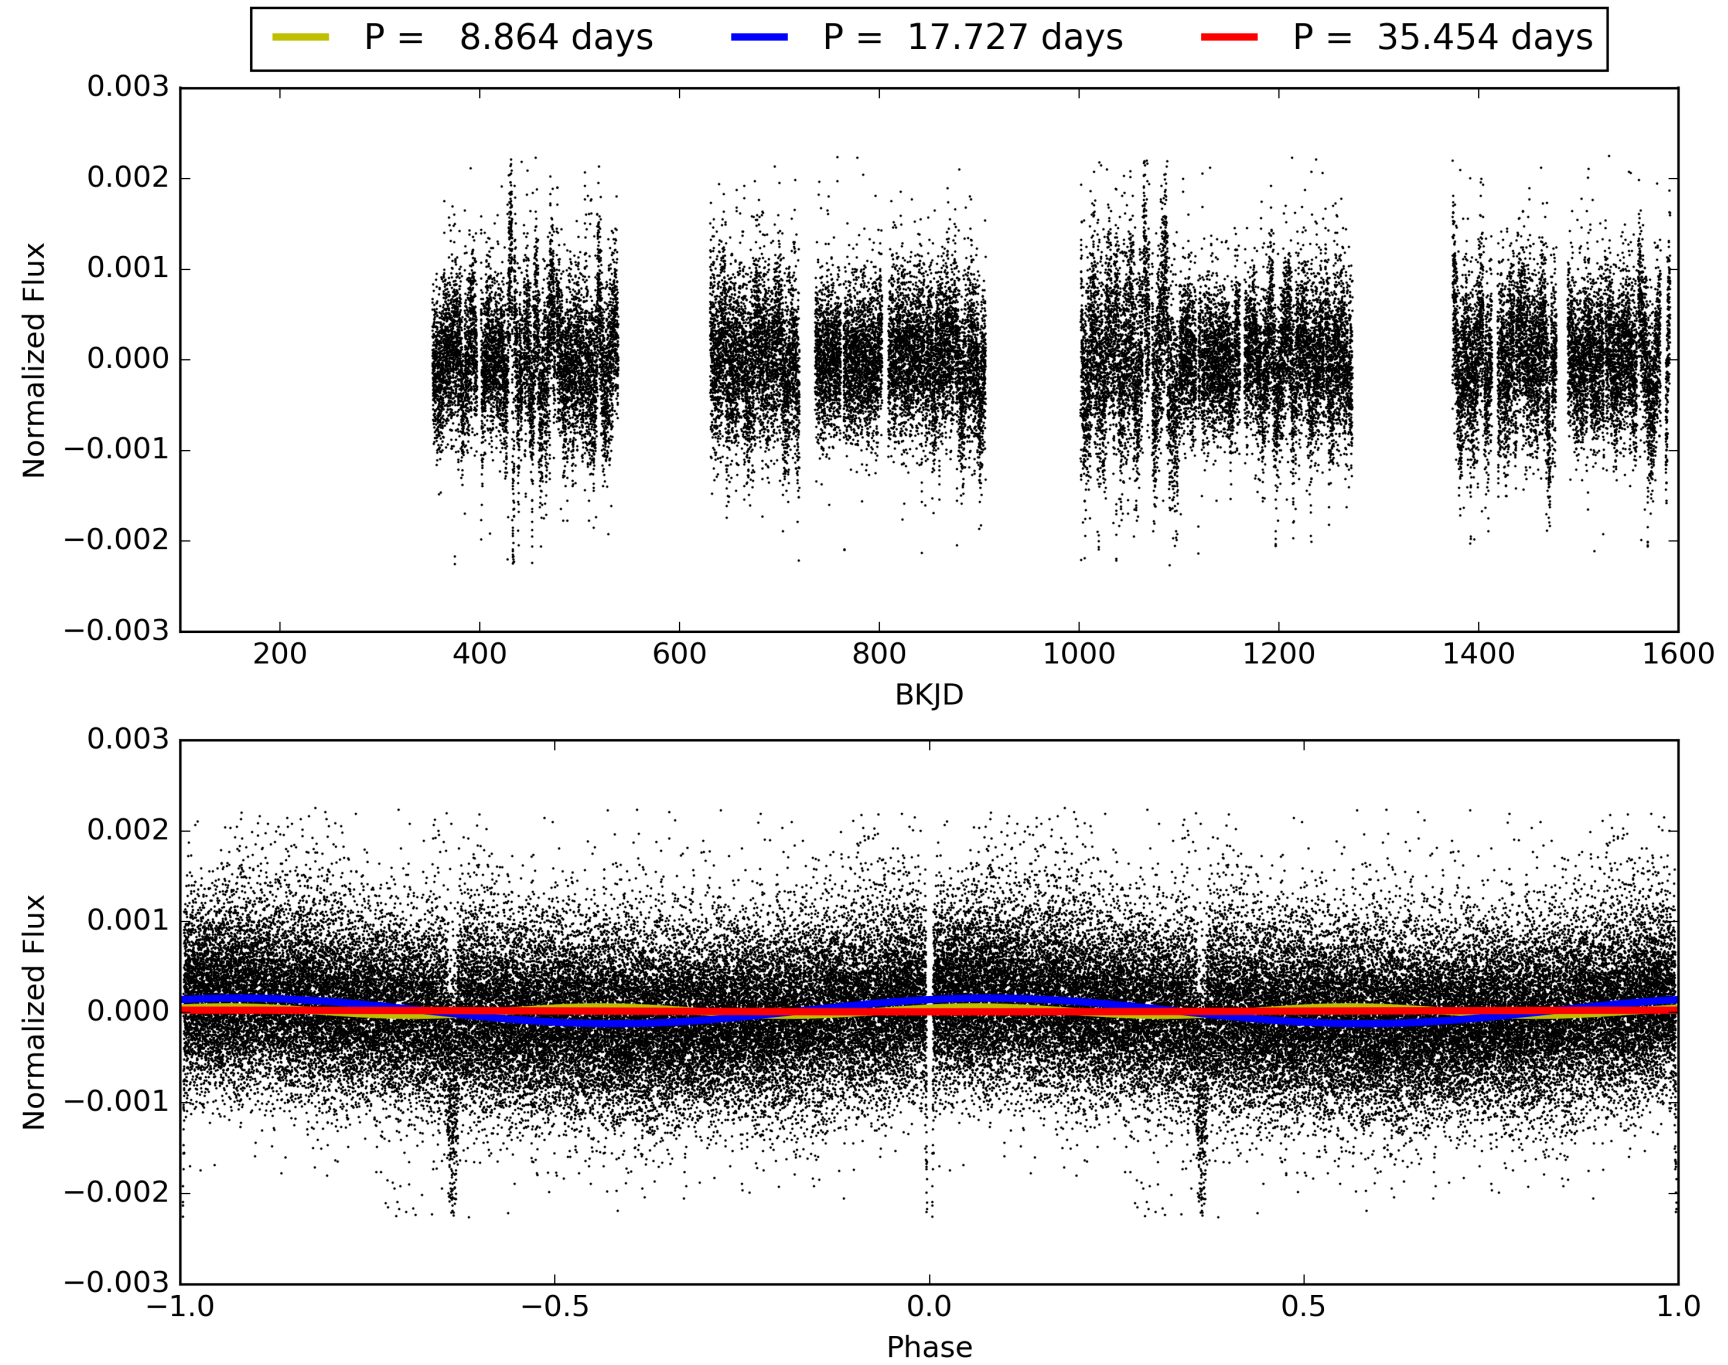 P = 8.864 days P = 17.727 days P = 35.454 days
0.003
0.002
0.001
0.000
−0.001
−0.002
−0.003
Normalized Flux
200 400 600 800 1000 1200 1400 1600
BKJD
0.003
0.002
0.001
0.000
−0.001
−0.002
−0.003
Normalized Flux
−1.0 −0.5 0.0 0.5 1.0
Phase